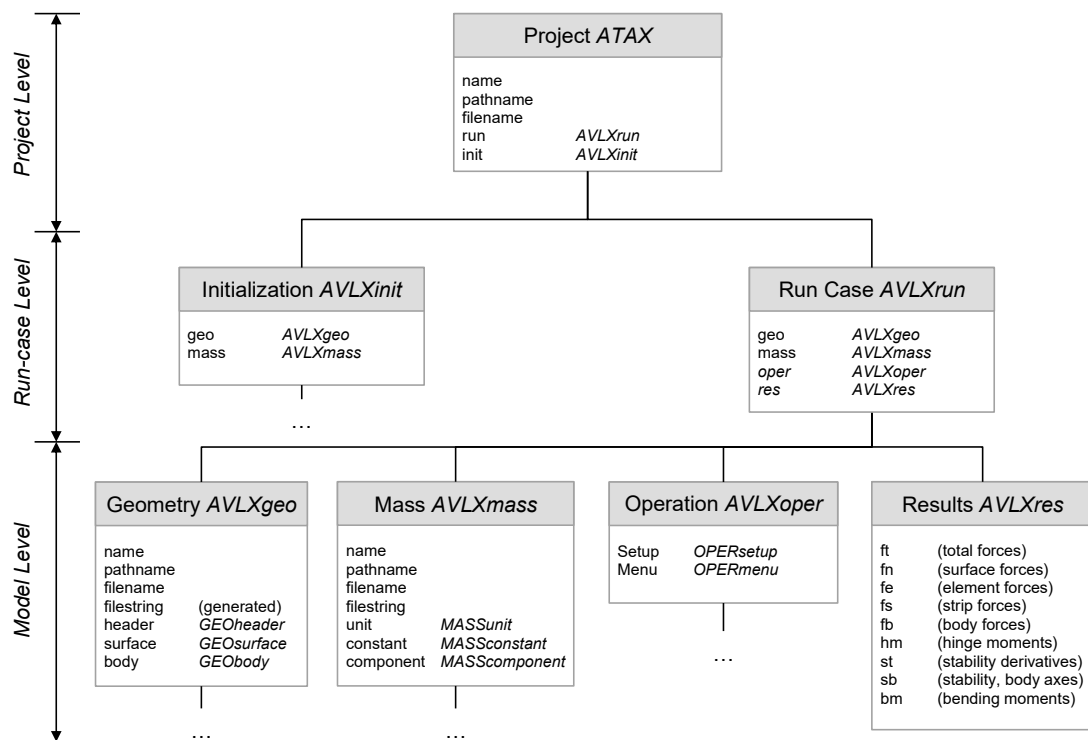 Project Level
Project ATAX
name
pathname
filename
run AVLXrun
init AVLXinit
Run-case Level
Initialization AVLXinit
geo AVLXgeo
mass AVLXmass
...
Run Case AVLXrun
geo AVLXgeo
mass AVLXmass
oper AVLXoper
res AVLXres
Model Level
Geometry AVLXgeo
name
pathname
filename
filestring (generated)
header GEOheader
surface GEOsurface
body GEObody
...
Mass AVLXmass
name
pathname
filename
filestring
unit MASSunit
constant MASSconstant
component MASScomponent
...
Operation AVLXoper
Setup OPERsetup
Menu OPERmenu
...
Results AVLXres
ft (total forces)
fn (surface forces)
fe (element forces)
fs (strip forces)
fb (body forces)
hm (hinge moments)
st (stability derivatives)
sb (stability, body axes)
bm (bending moments)